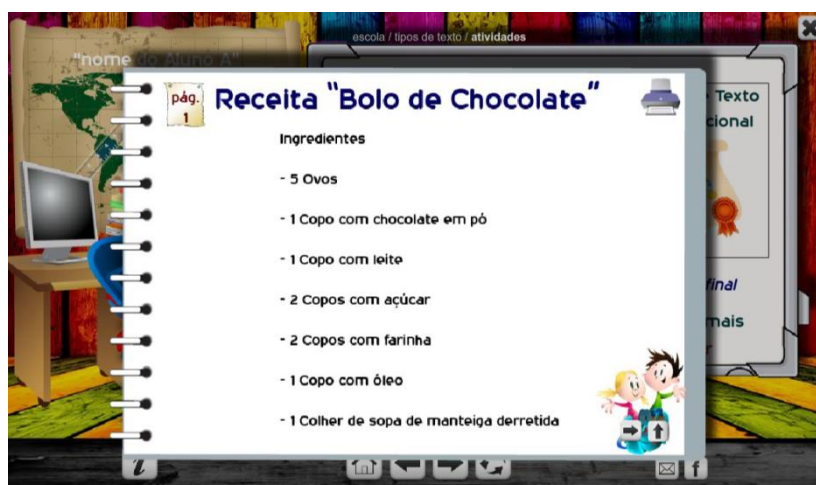 escola / tipos de texto / atividades
"nome do Aluno A"
pág.
1
Receita "Bolo de Chocolate"
Texto
cional
Ingredientes
- 5 Ovos
- 1 Copo com chocolate em pó
- 1 Copo com leite
- 2 Copos com açúcar
- 2 Copos com farinha
- 1 Copo com óleo
- 1 Colher de sopa de manteiga derretida
final
mais
r
i
f